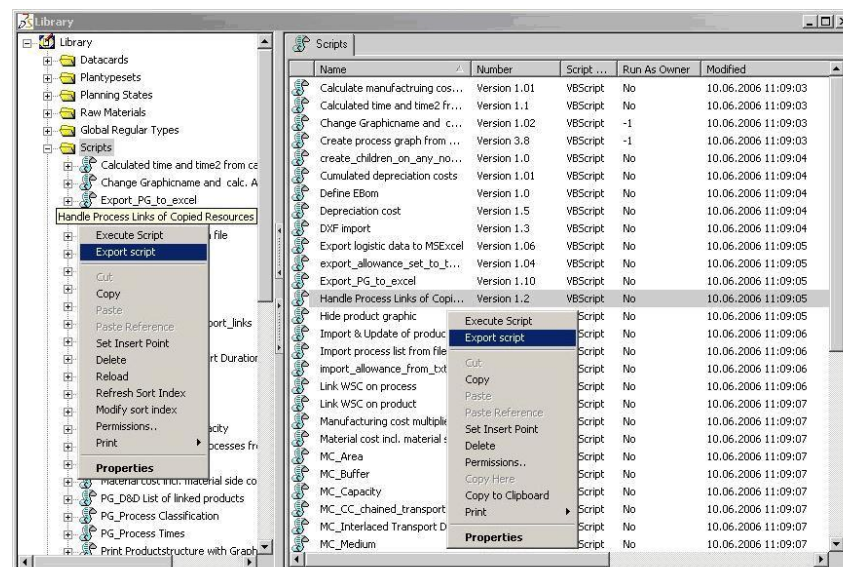 Library
Library
Datacards
Plantypesets
Planning States
Raw Materials
Global Regular Types
Scripts
Calculated time and time2 from ca
Change Graphicname and calc. A
Export_PG_to_excel
Handle Process Links of Copied Resources
file
Execute Script
Export script
Cut
Copy
Paste
Paste Reference
Set Insert Point
Delete
Reload
Refresh Sort Index
Modify sort index
Permissions..
Print
Properties
port_links
rt Duration
acity
ocesses fr
Material cost incl. material side co
PG_D&D List of linked products
PG_Process Classification
PG_Process Times
Print Productstructure with Graph
Scripts
Name Number Script ... Run As Owner Modified
Calculate manufactruing cos... Version 1.01 VBScript No 10.06.2006 11:09:03
Calculated time and time2 fr... Version 1.1 VBScript No 10.06.2006 11:09:03
Change Graphicname and c... Version 1.02 VBScript -1 10.06.2006 11:09:03
Create process graph from ... Version 3.8 VBScript -1 10.06.2006 11:09:03
create_children_on_any_no... Version 1.0 VBScript No 10.06.2006 11:09:04
Cumulated depreciation costs Version 1.01 VBScript No 10.06.2006 11:09:04
Define EBom Version 1.0 VBScript No 10.06.2006 11:09:04
Depreciation cost Version 1.5 VBScript No 10.06.2006 11:09:04
DXF import Version 1.3 VBScript No 10.06.2006 11:09:04
Export logistic data to MSExcel Version 1.06 VBScript No 10.06.2006 11:09:05
export_allowance_set_to_t... Version 1.04 VBScript No 10.06.2006 11:09:05
Export_PG_to_excel Version 1.10 VBScript No 10.06.2006 11:09:05
Handle Process Links of Copi... Version 1.2 VBScript No 10.06.2006 11:09:05
Hide product graphic Script No 10.06.2006 11:09:05
Import & Update of produc Script No 10.06.2006 11:09:06
Import process list from file Script No 10.06.2006 11:09:06
import_allowance_from_txt Script No 10.06.2006 11:09:06
Link WSC on process Script No 10.06.2006 11:09:06
Link WSC on product Script No 10.06.2006 11:09:07
Manufacturing cost multiplie Script No 10.06.2006 11:09:07
Material cost incl. material s Script No 10.06.2006 11:09:07
MC_Area Script No 10.06.2006 11:09:07
MC_Buffer Script No 10.06.2006 11:09:07
MC_Capacity Script No 10.06.2006 11:09:07
MC_CC_chained_transport Script No 10.06.2006 11:09:07
MC_Interlaced Transport D Script No 10.06.2006 11:09:07
MC_Medium Script No 10.06.2006 11:09:07
Execute Script
Export script
Cut
Copy
Paste
Paste Reference
Set Insert Point
Delete
Permissions..
Copy Here
Copy to Clipboard
Print
Properties